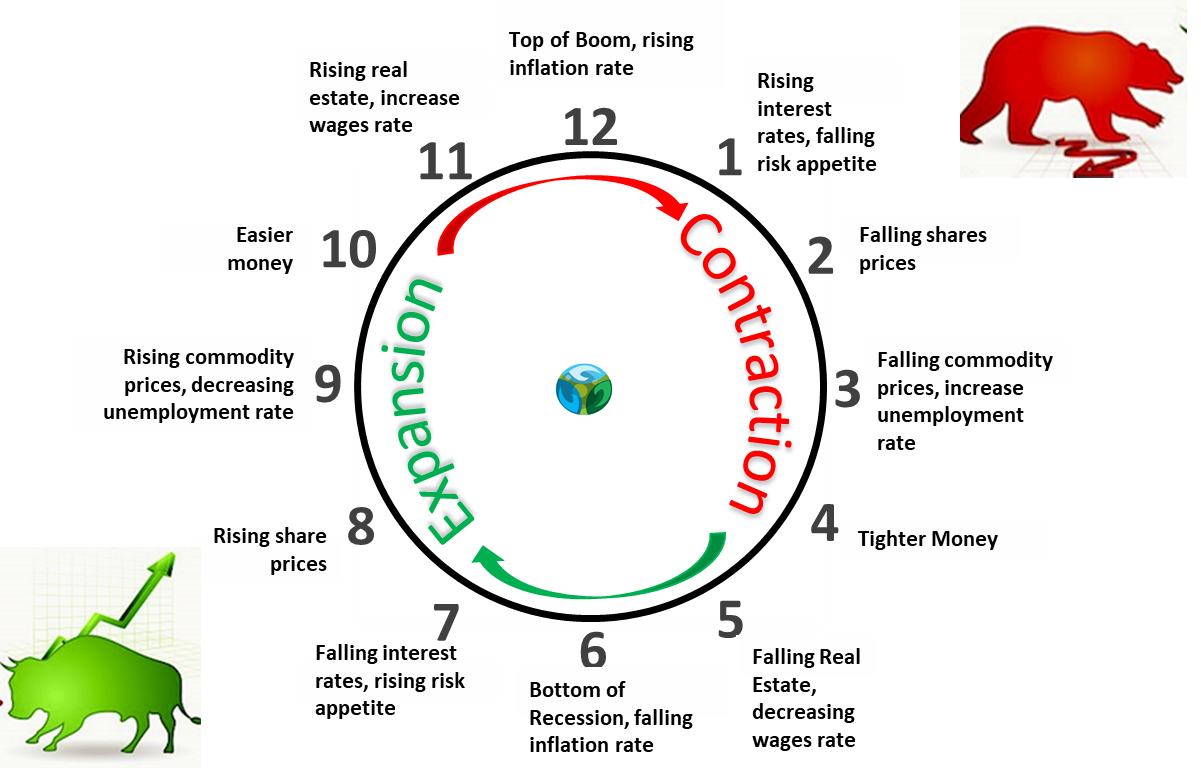 Top of Boom, rising
inflation rate
12
Rising
interest
rates, falling
risk appetite
1
Falling shares
prices
2
Falling commodity
prices, increase
unemployment
rate
3
Tighter Money
4
Falling Real
Estate,
decreasing
wages rate
5
Bottom of
Recession, falling
inflation rate
6
Falling interest
rates, rising risk
appetite
7
Rising share
prices
8
Rising commodity
prices, decreasing
unemployment rate
9
Easier
money
10
Rising real
estate, increase
wages rate
11
Contraction
Expansion